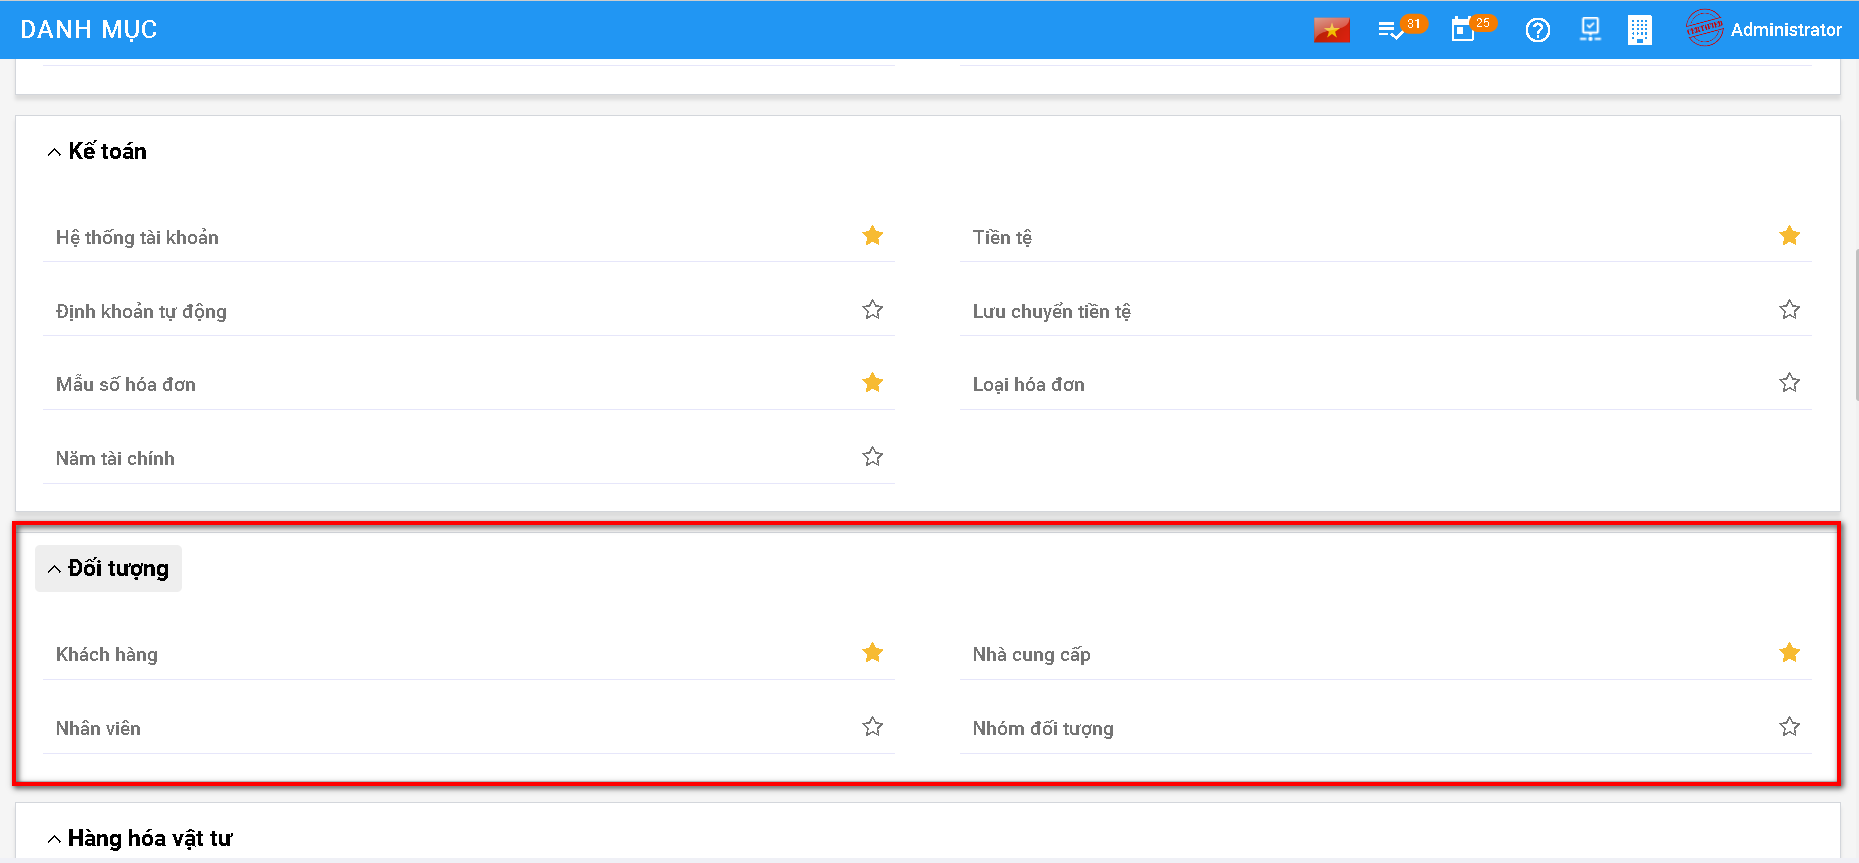 DANH MỤC
31
25
CERTIFIED
Administrator
Kế toán
Hệ thống tài khoản
Tiền tệ
Định khoản tự động
Lưu chuyển tiền tệ
Mẫu số hóa đơn
Loại hóa đơn
Năm tài chính
Đối tượng
Khách hàng
Nhà cung cấp
Nhân viên
Nhóm đối tượng
Hàng hóa vật tư